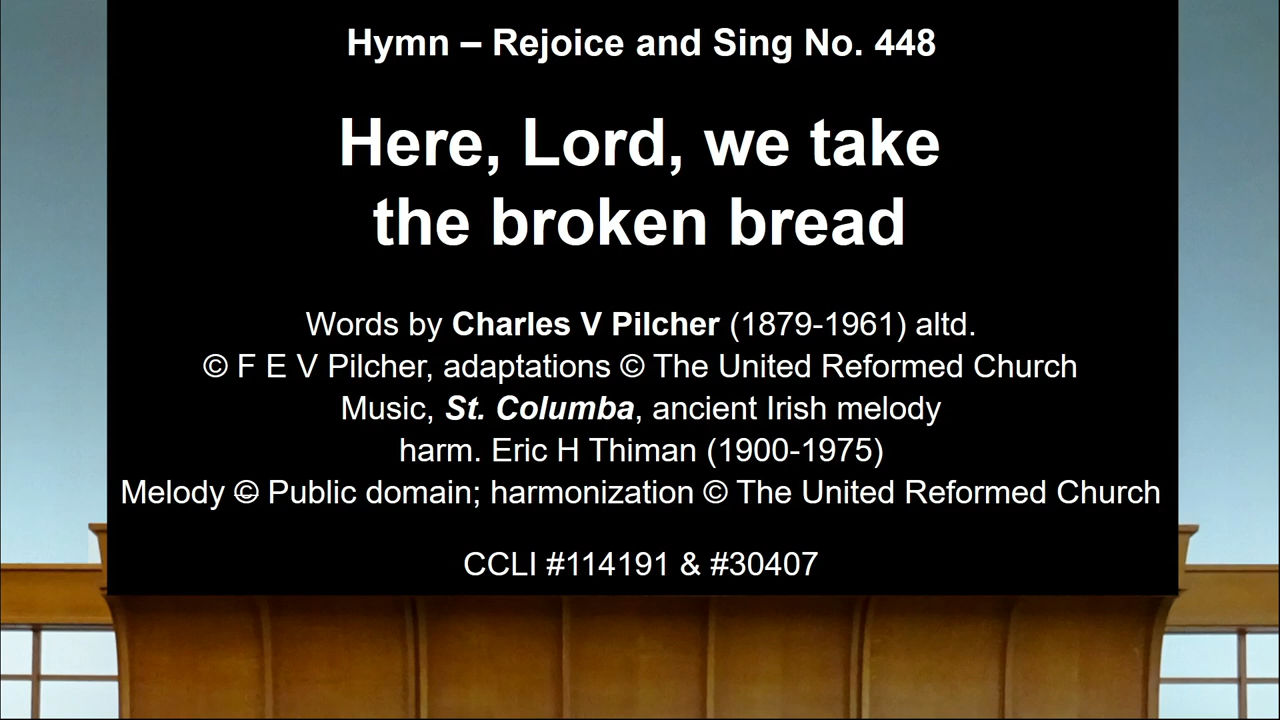 Hymn – Rejoice and Sing No. 448
Here, Lord, we take
the broken bread
Words by Charles V Pilcher (1879-1961) altd.
© F E V Pilcher, adaptations © The United Reformed Church
Music, St. Columba, ancient Irish melody
harm. Eric H Thiman (1900-1975)
Melody © Public domain; harmonization © The United Reformed Church
CCLI #114191 & #30407